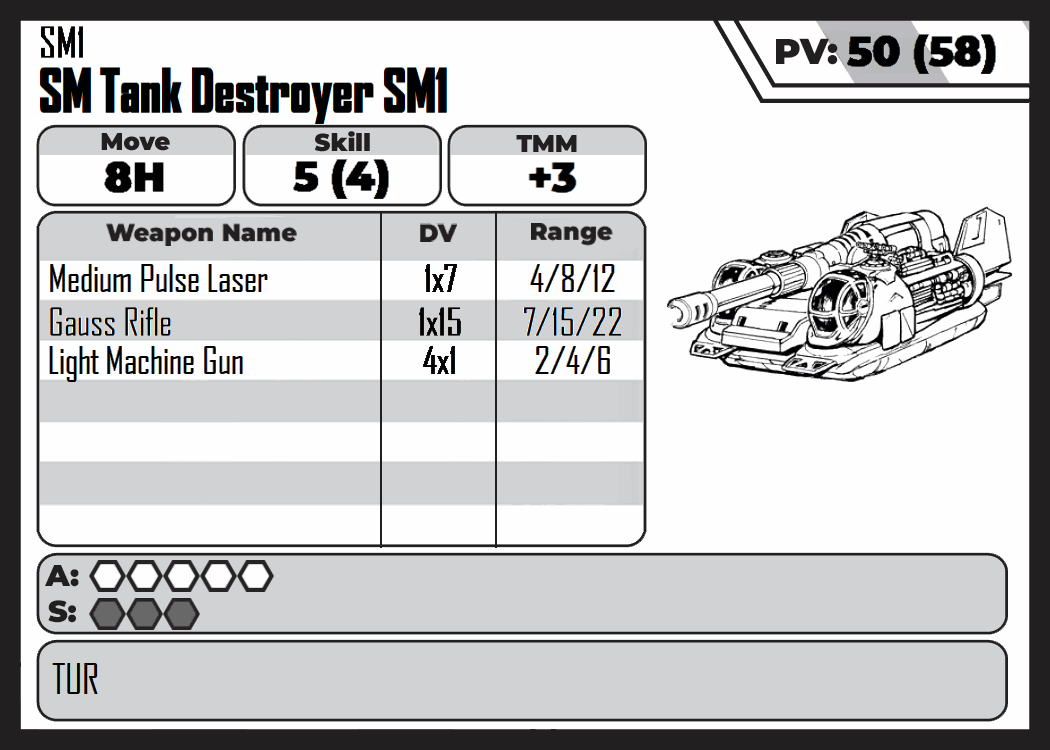 SM1
PV: 50 (58)
SM Tank Destroyer SM1
Move Skill TMM
8H 5 (4) +3
Weapon Name DV Range
Medium Pulse Laser 1x7 4/8/12
Gauss Rifle 1x15 7/15/22
Light Machine Gun 4x1 2/4/6
A:
S:
TUR